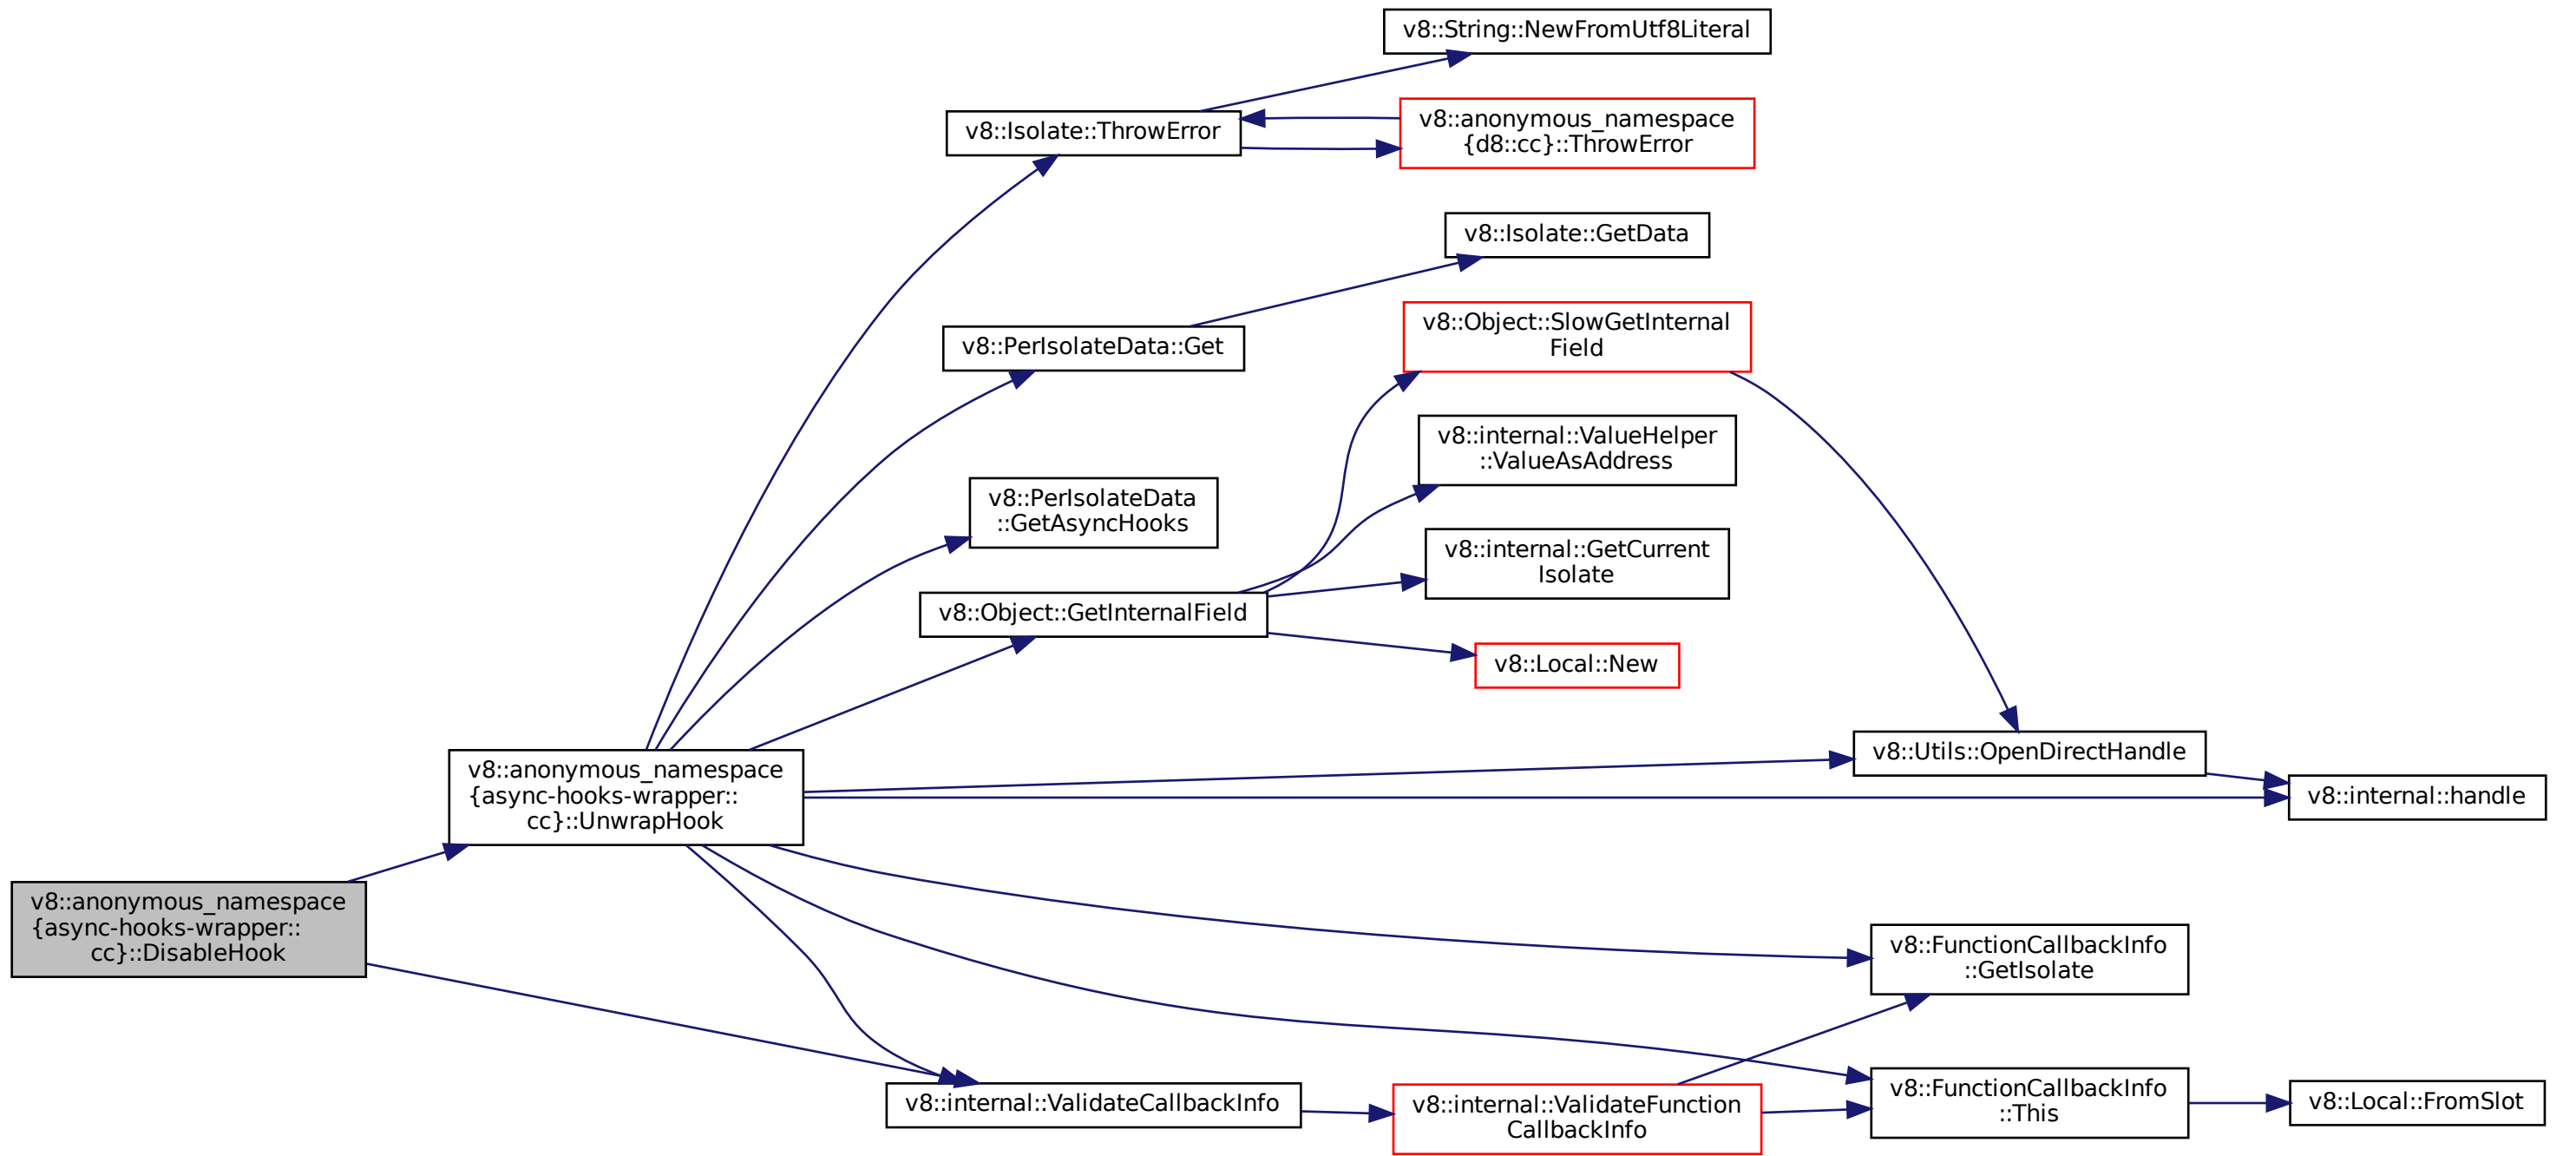 v8::String::NewFromUtf8Literal
v8::Isolate::ThrowError
v8::anonymous_namespace
{d8::cc}::ThrowError
v8::Isolate::GetData
v8::PerIsolateData::Get
v8::Object::SlowGetInternal
Field
v8::internal::ValueHelper
::ValueAsAddress
v8::PerIsolateData
::GetAsyncHooks
v8::internal::GetCurrent
Isolate
v8::Object::GetInternalField
v8::Local::New
v8::Utils::OpenDirectHandle
v8::anonymous_namespace
{async-hooks-wrapper::
cc}::UnwrapHook
v8::internal::handle
v8::anonymous_namespace
{async-hooks-wrapper::
cc}::DisableHook
v8::FunctionCallbackInfo
::GetIsolate
v8::internal::ValidateCallbackInfo
v8::internal::ValidateFunction
CallbackInfo
v8::FunctionCallbackInfo
::This
v8::Local::FromSlot